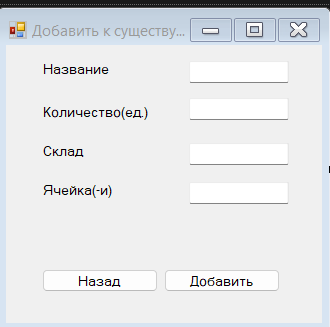 Добавить к существу...
Название
Количество(ед.)
Склад
Ячейка(-и)
Назад Добавить